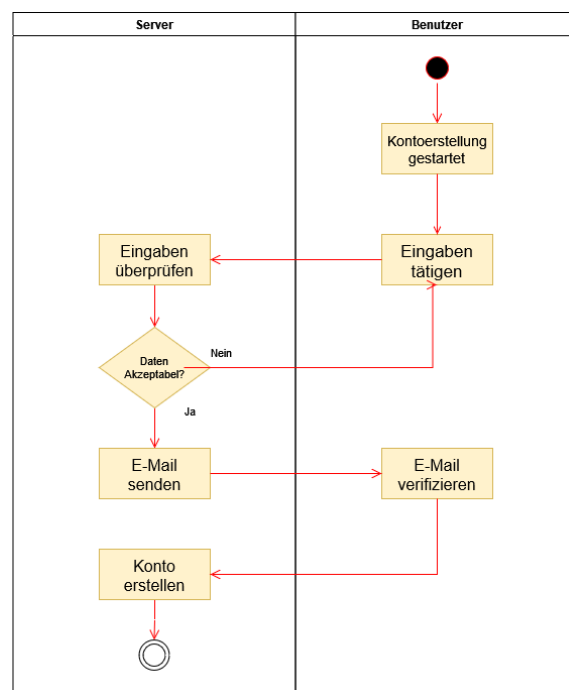 Server
Benutzer
Kontoerstellung
gestartet
Eingaben
überprüfen
Eingaben
tätigen
Daten
Akzeptabel?
Nein
Ja
E-Mail
senden
E-Mail
verifizieren
Konto
erstellen